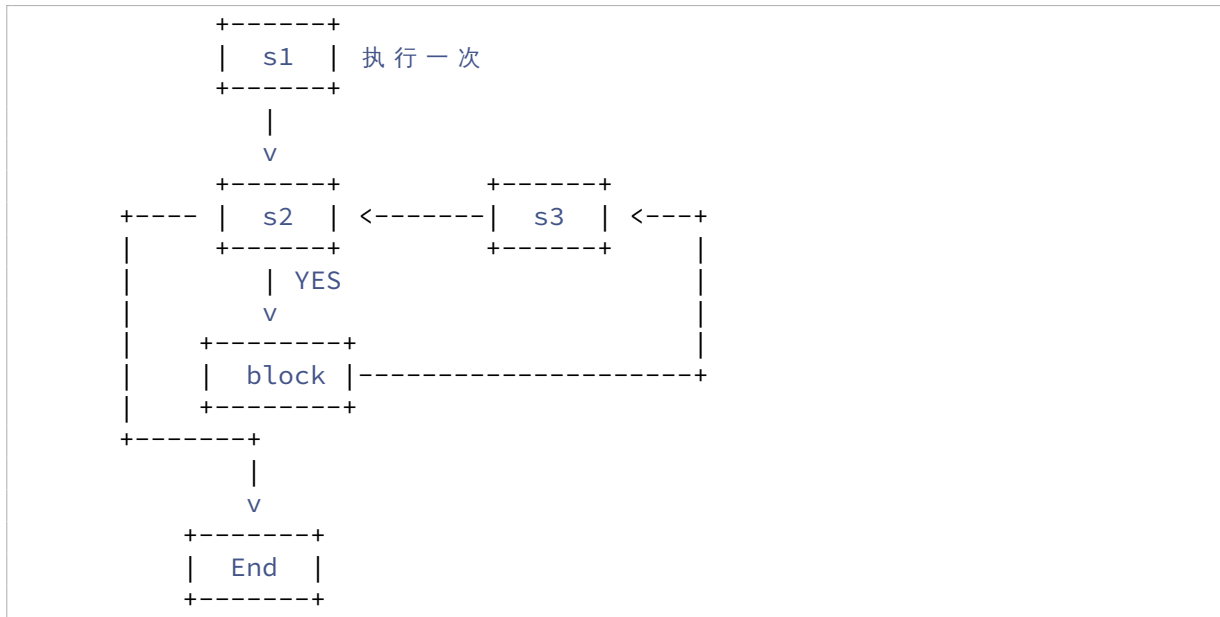 s1 执行一次
v
s2 <-------| s3 <---+
YES
v
block
v
End